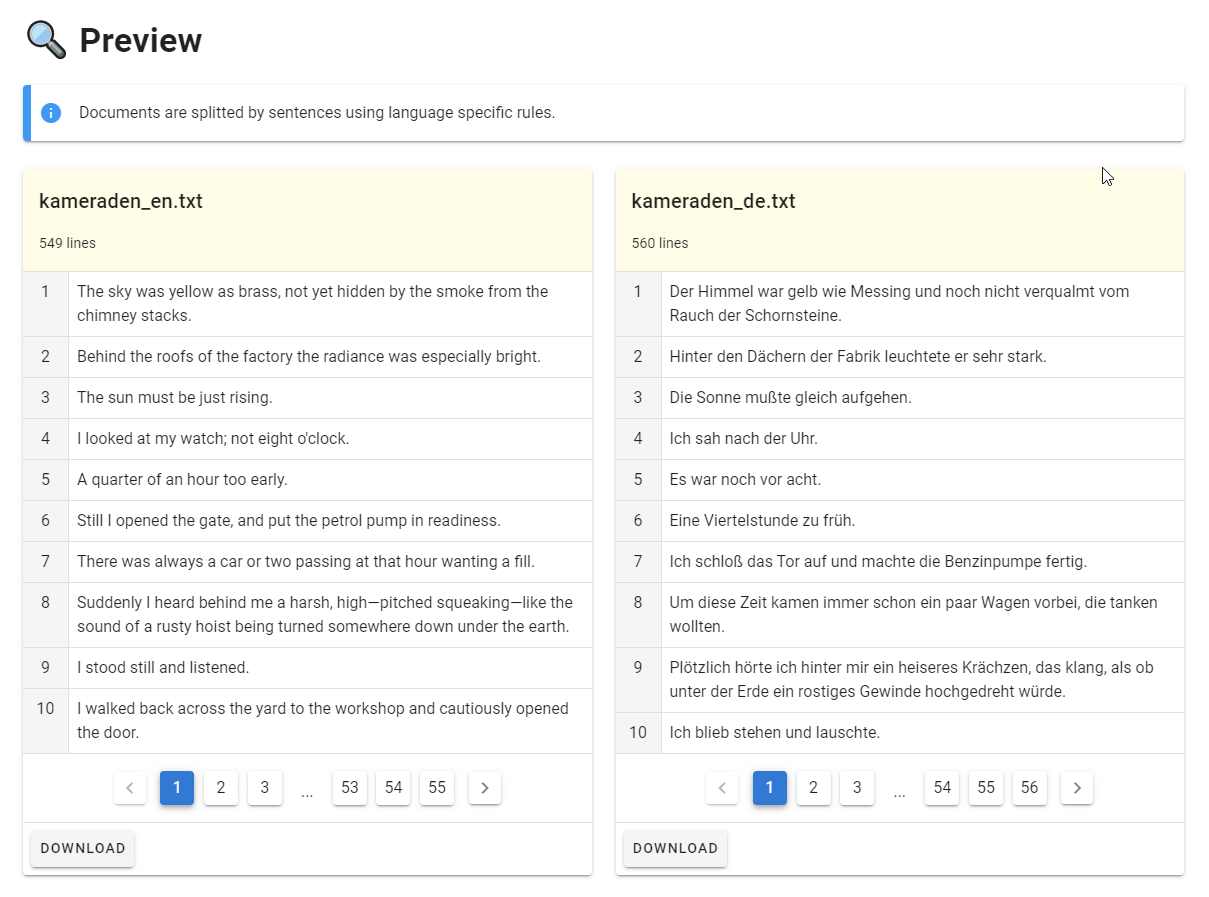 Preview
Documents are splitted by sentences using language specific rules.
kameraden_en.txt
549 lines
1 The sky was yellow as brass, not yet hidden by the smoke from the
chimney stacks.
2 Behind the roofs of the factory the radiance was especially bright.
3 The sun must be just rising.
4 I looked at my watch; not eight o'clock.
5 A quarter of an hour too early.
6 Still I opened the gate, and put the petrol pump in readiness.
7 There was always a car or two passing at that hour wanting a fill.
8 Suddenly I heard behind me a harsh, high—pitched squeaking—like the
sound of a rusty hoist being turned somewhere down under the earth.
9 I stood still and listened.
10 I walked back across the yard to the workshop and cautiously opened
the door.
1 2 3 ... 53 54 55
DOWNLOAD
kameraden_de.txt
560 lines
1 Der Himmel war gelb wie Messing und noch nicht verqualmt vom
Rauch der Schornsteine.
2 Hinter den Dächern der Fabrik leuchtete er sehr stark.
3 Die Sonne mußte gleich aufgehen.
4 Ich sah nach der Uhr.
5 Es war noch vor acht.
6 Eine Viertelstunde zu früh.
7 Ich schloß das Tor auf und machte die Benzinpumpe fertig.
8 Um diese Zeit kamen immer schon ein paar Wagen vorbei, die tanken
wollten.
9 Plötzlich hörte ich hinter mir ein heiseres Krächzen, das klang, als ob
unter der Erde ein rostiges Gewinde hochgedreht würde.
10 Ich blieb stehen und lauschte.
1 2 3 ... 54 55 56
DOWNLOAD